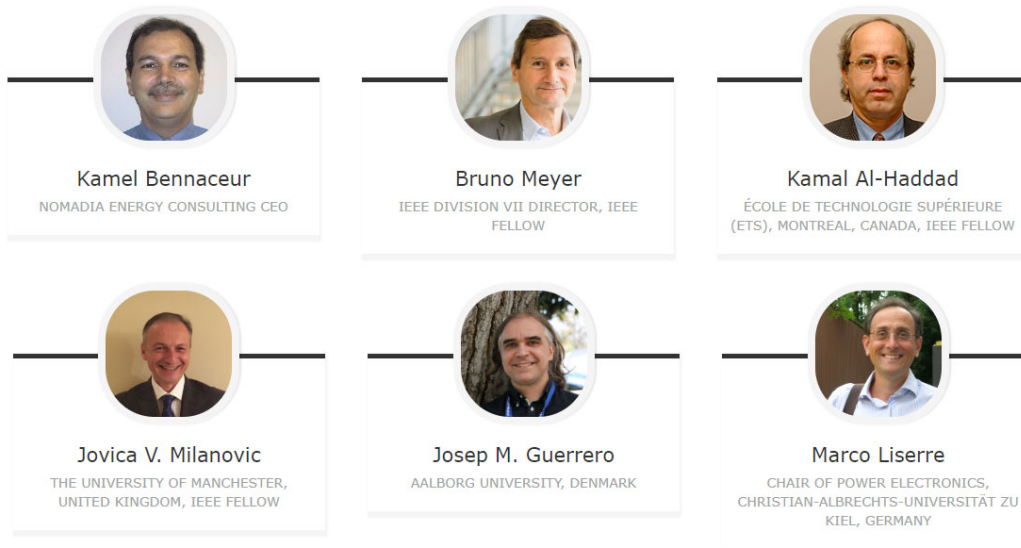 Kamel Bennaceur
NOMADIA ENERGY CONSULTING CEO
Bruno Meyer
IEEE DIVISION VII DIRECTOR, IEEE
FELLOW
Kamal Al-Haddad
ÉCOLE DE TECHNOLOGIE SUPÉRIEURE
(ETS), MONTREAL, CANADA, IEEE FELLOW
Jovica V. Milanovic
THE UNIVERSITY OF MANCHESTER,
UNITED KINGDOM, IEEE FELLOW
Josep M. Guerrero
AALBORG UNIVERSITY, DENMARK
Marco Liserre
CHAIR OF POWER ELECTRONICS,
CHRISTIAN-ALBRECHTS-UNIVERSITÄT ZU
KIEL, GERMANY